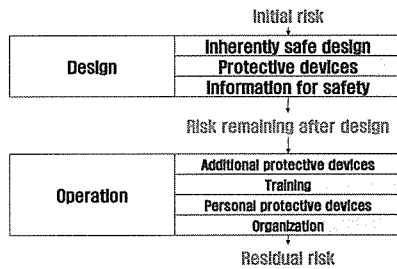 Initial risk
Design
Inherently safe design
Protective devices
Information for safety
Risk remaining after design
Operation
Additional protective devices
Training
Personal protective devices
Organization
Residual risk